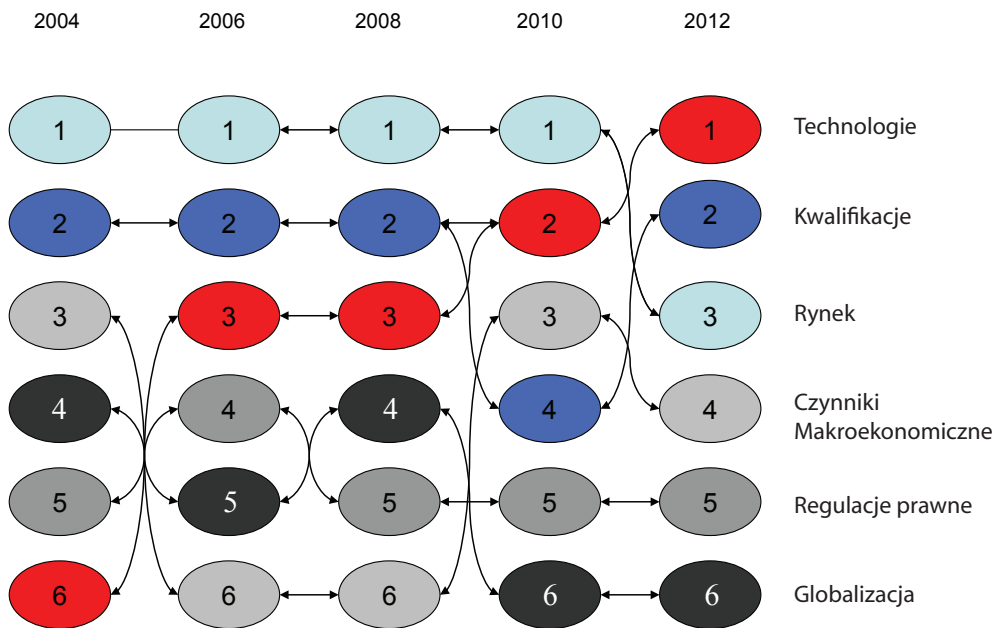 2004 2006 2008 2010 2012
1 1 1 1 1 Technologie
2 2 2 2 2 Kwalifikacje
3 3 3 3 3 Rynek
4 4 4 4 4 Czynniki
Makroekonomiczne
5 5 5 5 5 Regulacje prawne
6 6 6 6 6 Globalizacja